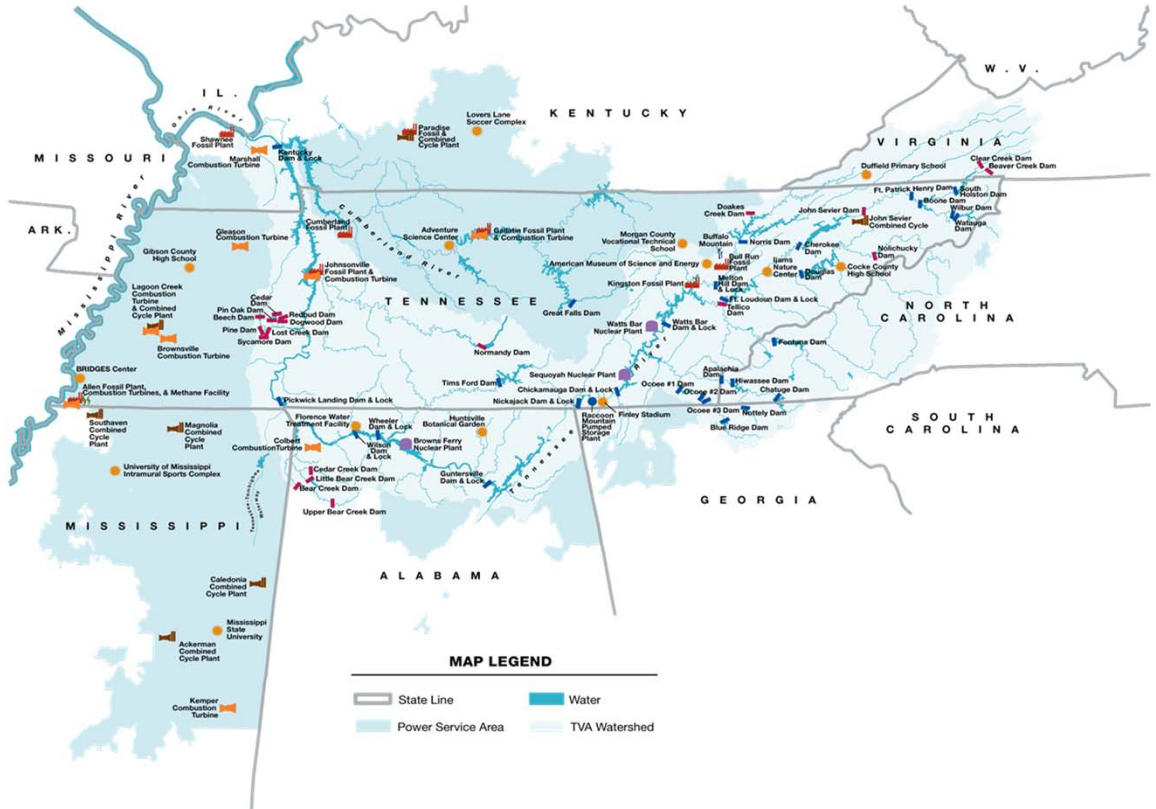 W. V.
IL.
Ohio River
KENTUCKY
Lovers Lane
Soccer Complex
Paradise
Fossil &
Combined
Cycle Plant
Shawnee
Fossil Plant
Marshall
Combustion Turbine
Kentucky
Dam & Lock
MISSOURI
VIRGINIA
Clear Creek Dam
Beaver Creek Dam
Duffield Primary School
Ft. Patrick Henry Dam
South
Holston Dam
Boone Dam
Wilbur Dam
Watauga
Dam
Mississippi River
ARK.
Gleason
Combustion Turbine
Gibson County
High School
Cumberland
Fossil Plant
Cumberland River
Adventure
Science Center
Gallatin Fossil Plant
& Combustion Turbine
Doakes
Creek Dam
John Sevier Dam
John Sevier
Combined Cycle
Morgan County
Vocational Technical
School
Buffalo
Mountain
Norris Dam
Cherokee
Dam
Nolichucky
Dam
American Museum of Science and Energy
Bull Run
Fossil
Plant
Ijams
Nature
Center
Douglas
Dam
Cocke County
High School
Johnsonville
Fossil Plant &
Combustion Turbine
Kingston Fossil Plant
Melton
Hill Dam
& Lock
Ft. Loudoun Dam & Lock
Tellico
Dam
Lagoon Creek
Combustion
Turbine
& Combined
Cycle Plant
Brownsville
Combustion Turbine
TENNESSEE
Great Falls Dam
NORTH
CAROLINA
Cedar
Dam
Pin Oak Dam
Beech Dam
Redbud Dam
Dogwood Dam
Pine Dam
Lost Creek Dam
Sycamore Dam
Watts Bar
Nuclear Plant
Watts Bar
Dam & Lock
River
Fontana Dam
Normandy Dam
BRIDGES Center
Allen Fossil Plant,
Combustion Turbines, & Methane Facility
Tims Ford Dam
Sequoyah Nuclear Plant
Chickamauga Dam & Lock
Nickajack Dam & Lock
Apalachia
Dam
Hiwassee Dam
Chatuge Dam
Ocoee #1 Dam
Ocoee #2 Dam
Ocoee #3 Dam
Nottely Dam
Blue Ridge Dam
Pickwick Landing Dam & Lock
Raccoon
Mountain
Pumped
Storage
Plant
Finley Stadium
SOUTH
CAROLINA
Southaven
Combined
Cycle
Plant
Magnolia
Combined
Cycle
Plant
Florence Water
Treatment Facility
Wheeler
Dam & Lock
Huntsville
Botanical Garden
Colbert
Combustion Turbine
Wilson
Dam
& Lock
Browns Ferry
Nuclear Plant
Guntersville
Dam & Lock
Tennessee
University of Mississippi
Intramural Sports Complex
Cedar Creek Dam
Little Bear Creek Dam
Bear Creek Dam
Upper Bear Creek Dam
Tennessee-Tombigbee
Waterway
GEORGIA
MISSISSIPPI
ALABAMA
Caledonia
Combined
Cycle Plant
Mississippi
State
University
Ackerman
Combined
Cycle Plant
Kemper
Combustion
Turbine
MAP LEGEND
State Line
Water
Power Service Area
TVA Watershed